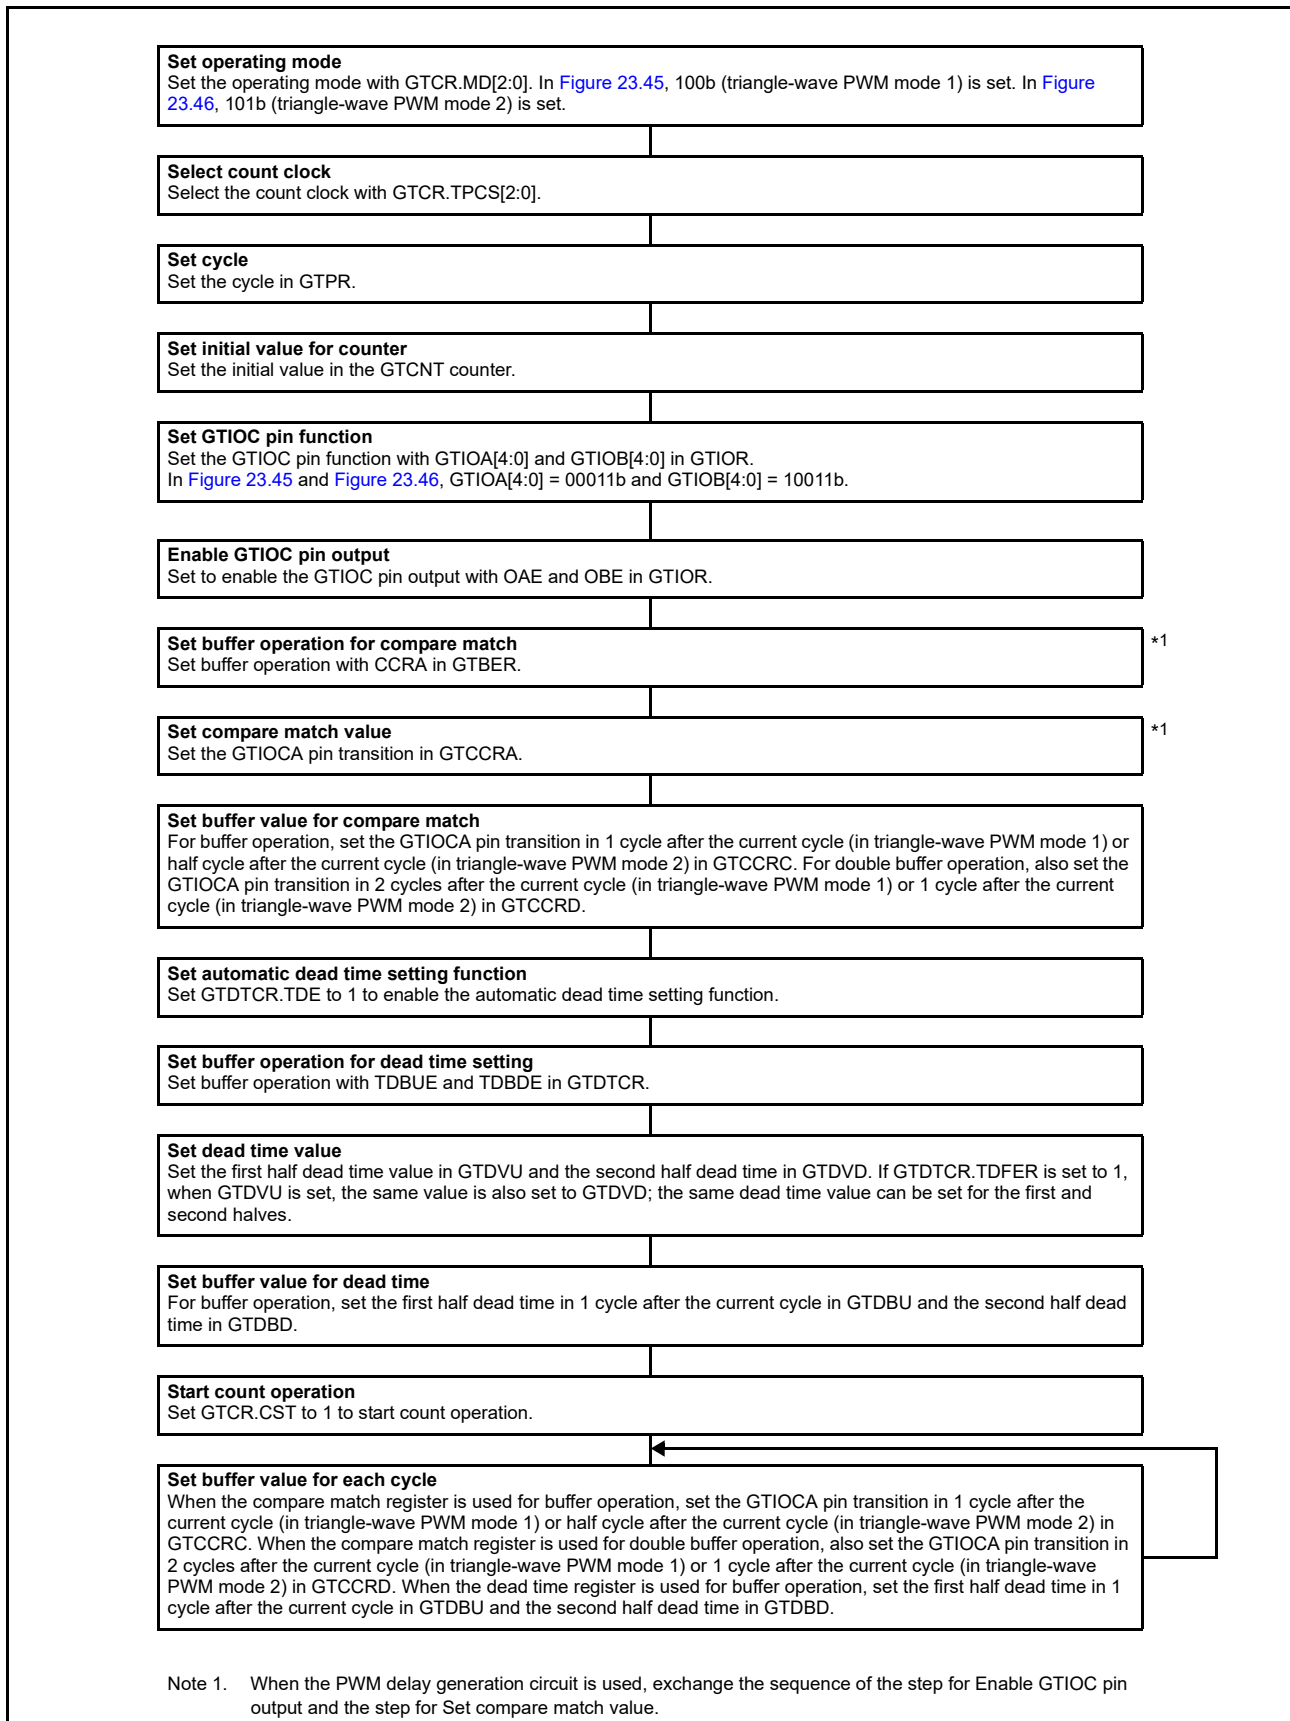 Set operating mode
Set the operating mode with GTCR.MD[2:0]. In Figure 23.45, 100b (triangle-wave PWM mode 1) is set. In Figure
23.46, 101b (triangle-wave PWM mode 2) is set.
Select count clock
Select the count clock with GTCR.TPCS[2:0].
Set cycle
Set the cycle in GTPR.
Set initial value for counter
Set the initial value in the GTCNT counter.
Set GTIOC pin function
Set the GTIOC pin function with GTIOA[4:0] and GTIOB[4:0] in GTIOR.
In Figure 23.45 and Figure 23.46, GTIOA[4:0] = 00011b and GTIOB[4:0] = 10011b.
Enable GTIOC pin output
Set to enable the GTIOC pin output with OAE and OBE in GTIOR.
Set buffer operation for compare match
Set buffer operation with CCRA in GTBER.
*1
Set compare match value
Set the GTIOCA pin transition in GTCCRA.
*1
Set buffer value for compare match
For buffer operation, set the GTIOCA pin transition in 1 cycle after the current cycle (in triangle-wave PWM mode 1) or
half cycle after the current cycle (in triangle-wave PWM mode 2) in GTCCRC. For double buffer operation, also set the
GTIOCA pin transition in 2 cycles after the current cycle (in triangle-wave PWM mode 1) or 1 cycle after the current
cycle (in triangle-wave PWM mode 2) in GTCCRD.
Set automatic dead time setting function
Set GTDTCR.TDE to 1 to enable the automatic dead time setting function.
Set buffer operation for dead time setting
Set buffer operation with TDBUE and TDBDE in GTDTCR.
Set dead time value
Set the first half dead time value in GTDVU and the second half dead time in GTDVD. If GTDTCR.TDFER is set to 1,
when GTDVU is set, the same value is also set to GTDVD; the same dead time value can be set for the first and
second halves.
Set buffer value for dead time
For buffer operation, set the first half dead time in 1 cycle after the current cycle in GTDBU and the second half dead
time in GTDBD.
Start count operation
Set GTCR.CST to 1 to start count operation.
Set buffer value for each cycle
When the compare match register is used for buffer operation, set the GTIOCA pin transition in 1 cycle after the
current cycle (in triangle-wave PWM mode 1) or half cycle after the current cycle (in triangle-wave PWM mode 2) in
GTCCRC. When the compare match register is used for double buffer operation, also set the GTIOCA pin transition in
2 cycles after the current cycle (in triangle-wave PWM mode 1) or 1 cycle after the current cycle (in triangle-wave
PWM mode 2) in GTCCRD. When the dead time register is used for buffer operation, set the first half dead time in 1
cycle after the current cycle in GTDBU and the second half dead time in GTDBD.
Note 1. When the PWM delay generation circuit is used, exchange the sequence of the step for Enable GTIOC pin
output and the step for Set compare match value.